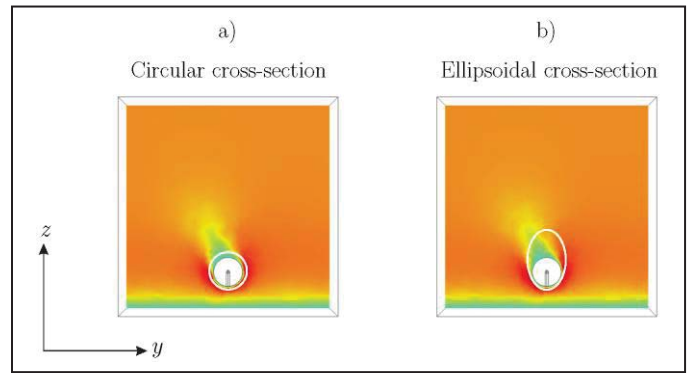 a)
b)
Circular cross-section
Ellipsoidal cross-section
z
y